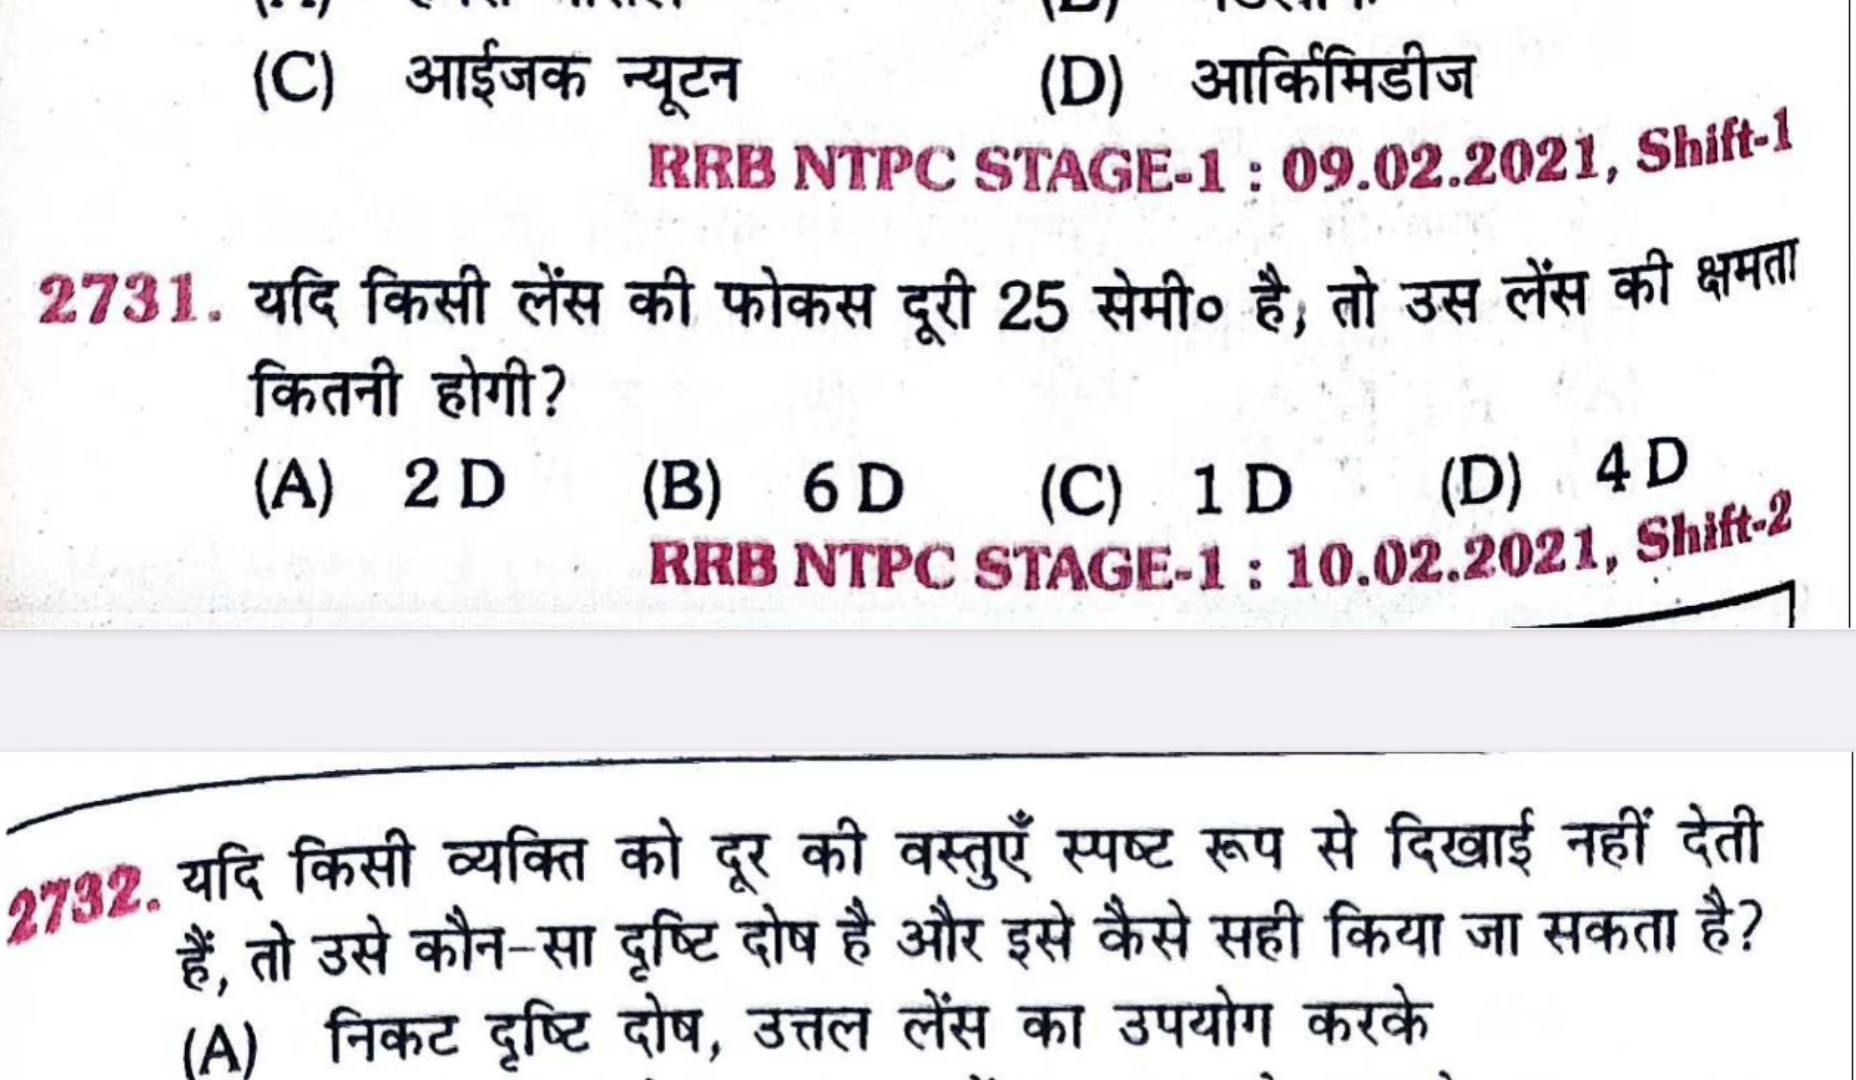 (C) आईजक न्यूटन (D) आर्किमिडीज
RRB NTPC STAGE-1 : 09.02.2021, Shift-1
2731. यदि किसी लेंस की फोकस दूरी 25 सेमी० है, तो उस लेंस की क्षमता
कितनी होगी?
(A) 2 D (B) 6 D (C) 1 D (D) 4 D
RRB NTPC STAGE-1 : 10.02.2021, Shift-2
2732. यदि किसी व्यक्ति को दूर की वस्तुएँ स्पष्ट रूप से दिखाई नहीं देती
हैं, तो उसे कौन-सा दृष्टि दोष है और इसे कैसे सही किया जा सकता है?
(A) निकट दृष्टि दोष, उत्तल लेंस का उपयोग करके